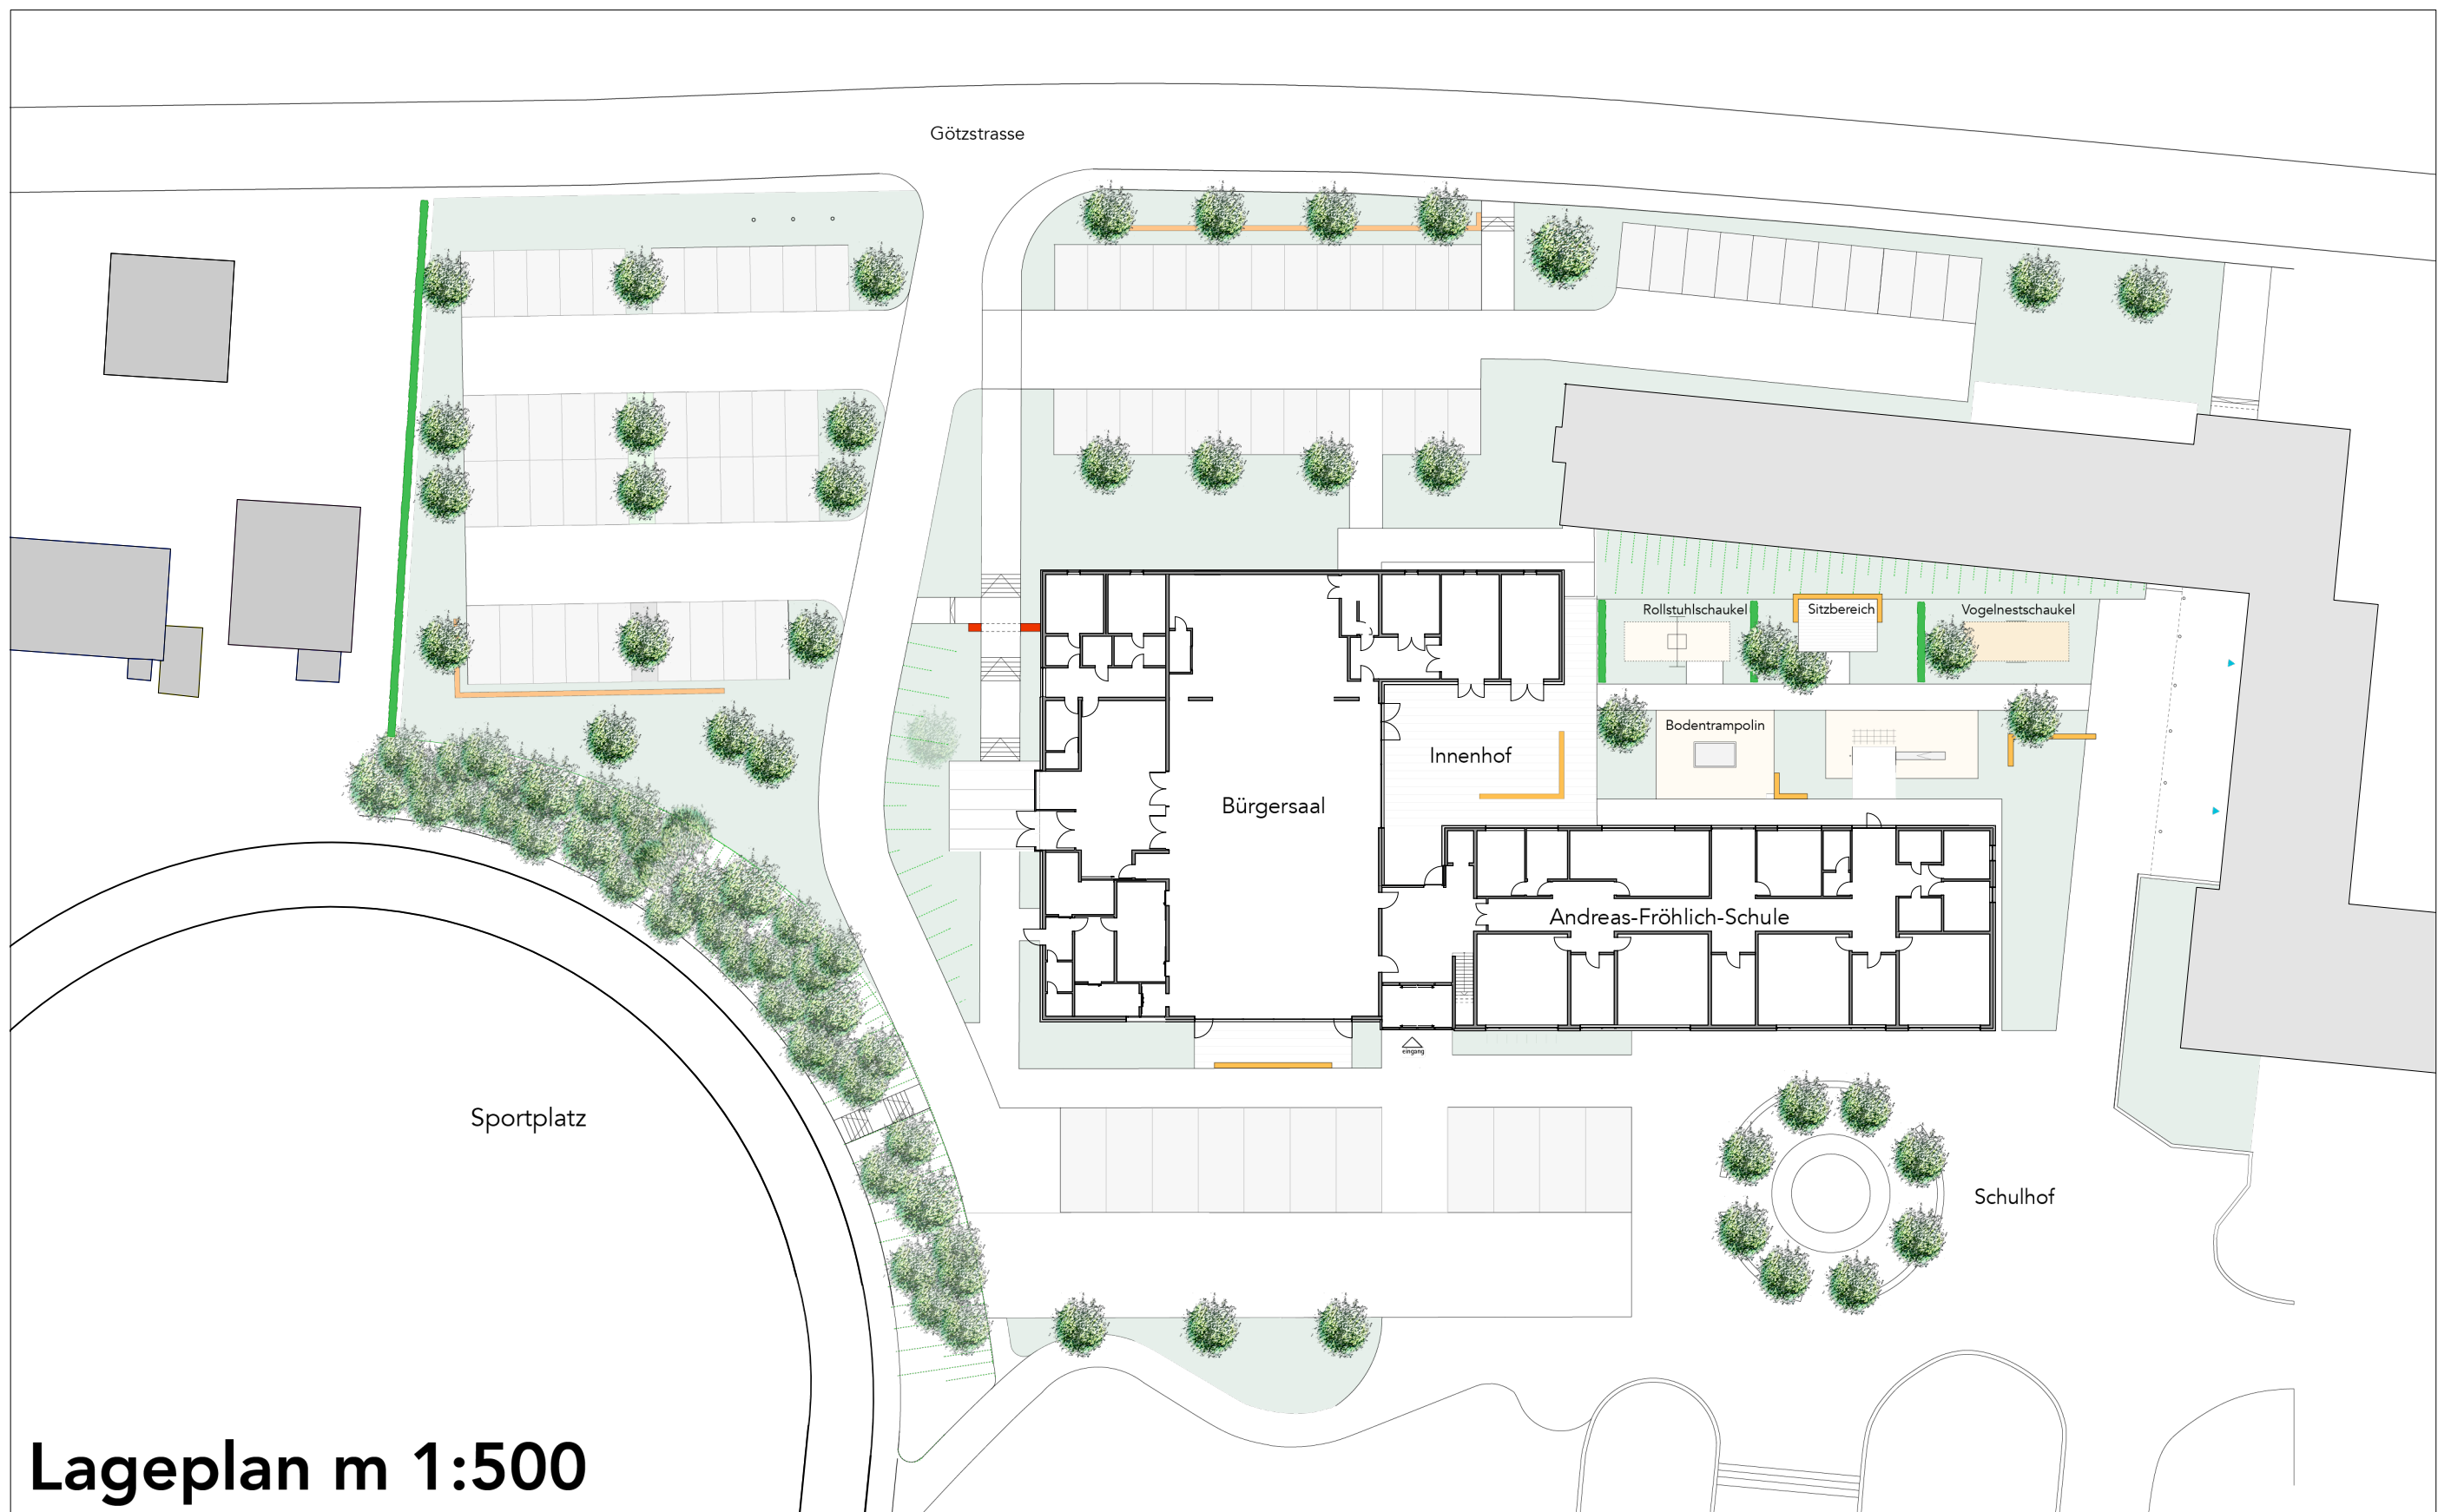 Götzstrasse
Rollstuhlschaukel
Sitzbereich
Vogelnestschaukel
Bodentrampolin
Innenhof
Bürgersaal
Andreas-Fröhlich-Schule
eingang
Sportplatz
Schulhof
Lageplan m 1:500